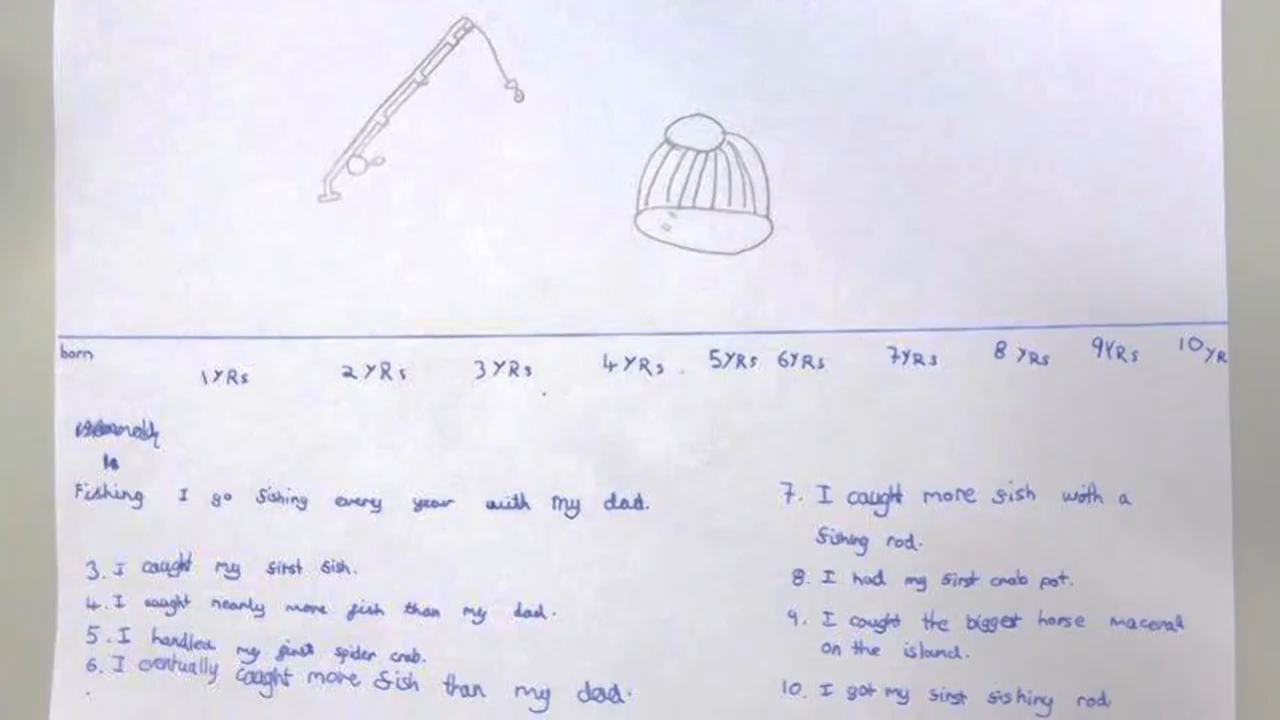 born
1YRs
2YRs
3YRs
4YRs
5YRs
6YRs
7YRs
8YRs
9YRs
10YR
Fishing I go fishing every year with my dad.
3. I caught my first fish.
4. I caught nearly more fish than my dad.
5. I handled my first spider crab.
6. I eventually caught more fish than my dad.
7. I caught more fish with a
fishing rod.
8. I had my first crab pot.
9. I caught the biggest horse maceral
on the island.
10. I got my first fishing rod